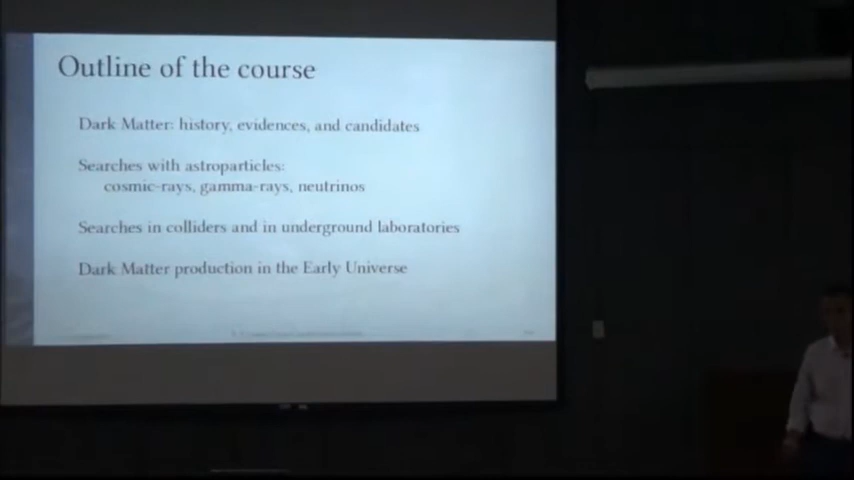 Outline of the course
Dark Matter: history, evidences, and candidates
Searches with astroparticles:
cosmic-rays, gamma-rays, neutrinos
Searches in colliders and in underground laboratories
Dark Matter production in the Early Universe